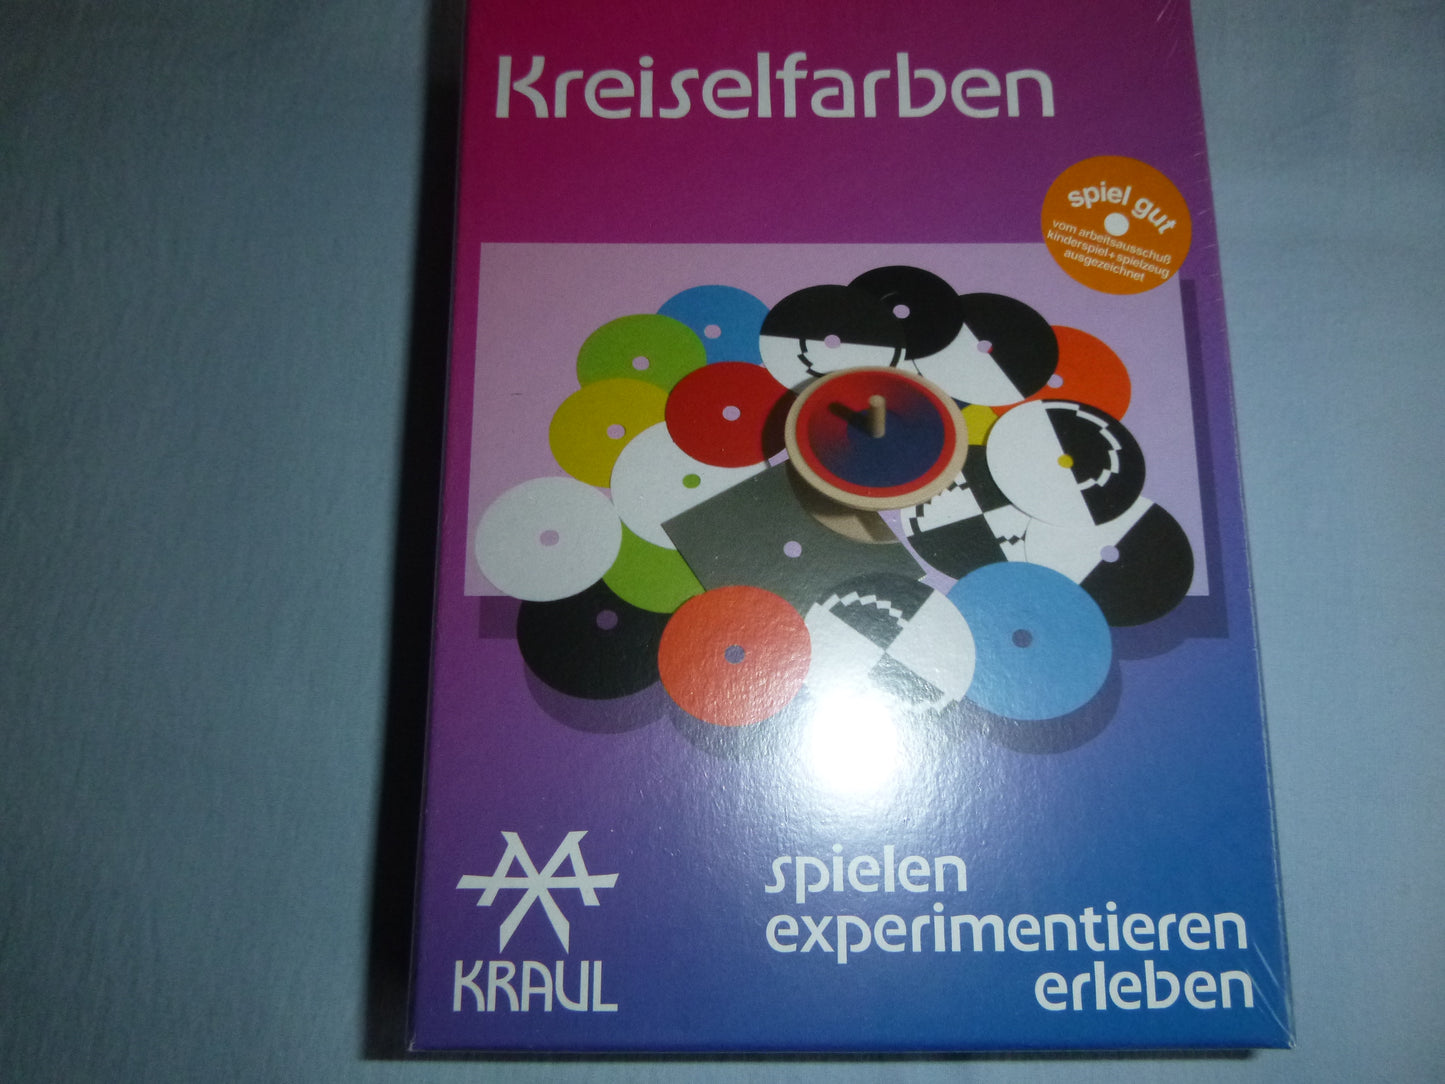 Kreiselfarben
spiel gut
vom arbeitsausschuß
kinderspiel+spielzeug
ausgezeichnet
spielen
experimentieren
erleben
KRAUL